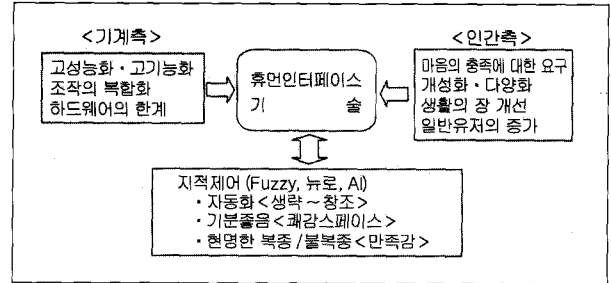 <기계측>
고성능화・고기능화
조작의 복합화
하드웨어의 한계
휴먼인터페이스
기 술
<인간측>
마음의 충족에 대한 요구
개성화・다양화
생활의 장 개선
일반유저의 증가
지적제어 (Fuzzy, 뉴로, AI)
・자동화<생략~창조>
・기분좋음<쾌감스페이스>
・현명한 복종/불복종<만족감>